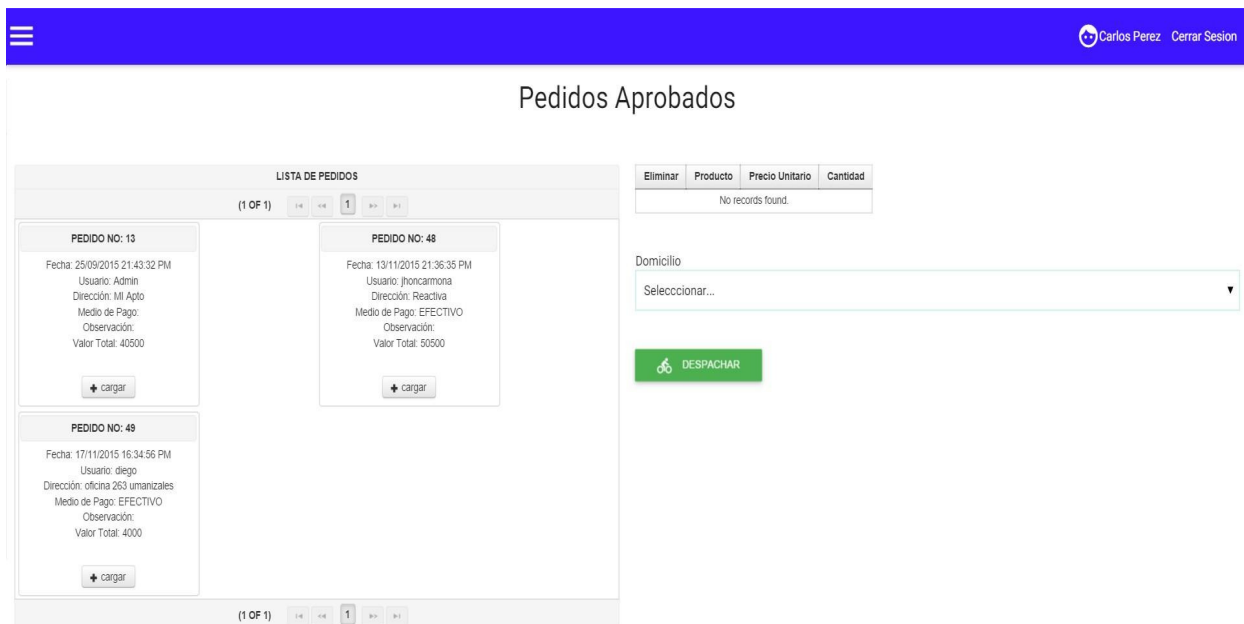 Carlos Perez Cerrar Sesion
Pedidos Aprobados
LISTA DE PEDIDOS
(1 OF 1) 1
PEDIDO NO: 13
Fecha: 25/09/2015 21:43:32 PM
Usuario: Admin
Dirección: MI Apto
Medio de Pago:
Observación:
Valor Total: 40500
cargar
PEDIDO NO: 48
Fecha: 13/11/2015 21:36:35 PM
Usuario: jhoncarmona
Dirección: Reactiva
Medio de Pago: EFECTIVO
Observación:
Valor Total: 50500
cargar
PEDIDO NO: 49
Fecha: 17/11/2015 16:34:56 PM
Usuario: diego
Dirección: oficina 263 umanizales
Medio de Pago: EFECTIVO
Observación:
Valor Total: 4000
cargar
(1 OF 1) 1
Eliminar Producto Precio Unitario Cantidad
No records found.
Domicilio
Selecccionar...
DESPACHAR